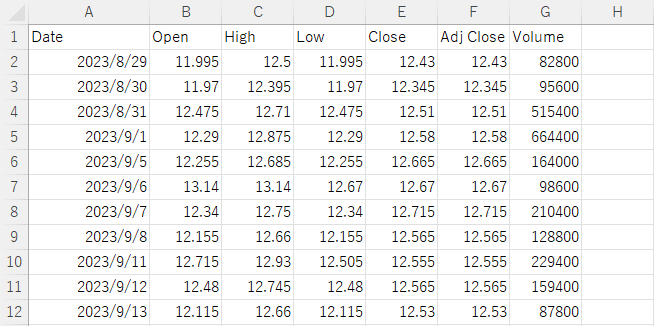 A B C D E F G H
1 Date Open High Low Close Adj Close Volume
2 2023/8/29 11.995 12.5 11.995 12.43 12.43 82800
3 2023/8/30 11.97 12.395 11.97 12.345 12.345 95600
4 2023/8/31 12.475 12.71 12.475 12.51 12.51 515400
5 2023/9/1 12.29 12.875 12.29 12.58 12.58 664400
6 2023/9/5 12.255 12.685 12.255 12.665 12.665 164000
7 2023/9/6 13.14 13.14 12.67 12.67 12.67 98600
8 2023/9/7 12.34 12.75 12.34 12.715 12.715 210400
9 2023/9/8 12.155 12.66 12.155 12.565 12.565 128800
10 2023/9/11 12.715 12.93 12.505 12.555 12.555 229400
11 2023/9/12 12.48 12.745 12.48 12.565 12.565 159400
12 2023/9/13 12.115 12.66 12.115 12.53 12.53 87800